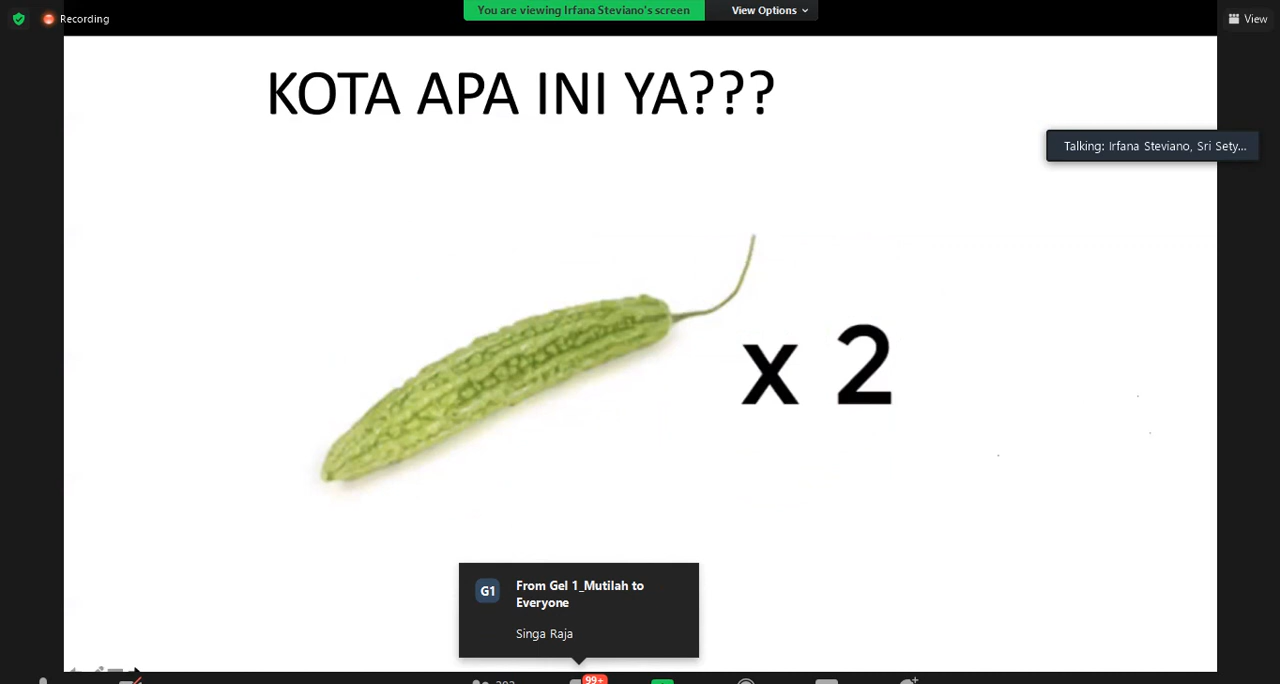 Recording
You are viewing Irfana Steviano's screen
View Options
View
KOTA APA INI YA???
Talking: Irfana Steviano, Sri Sety...
x 2
G1
From Gel 1_Mutilah to
Everyone
Singa Raja
99+